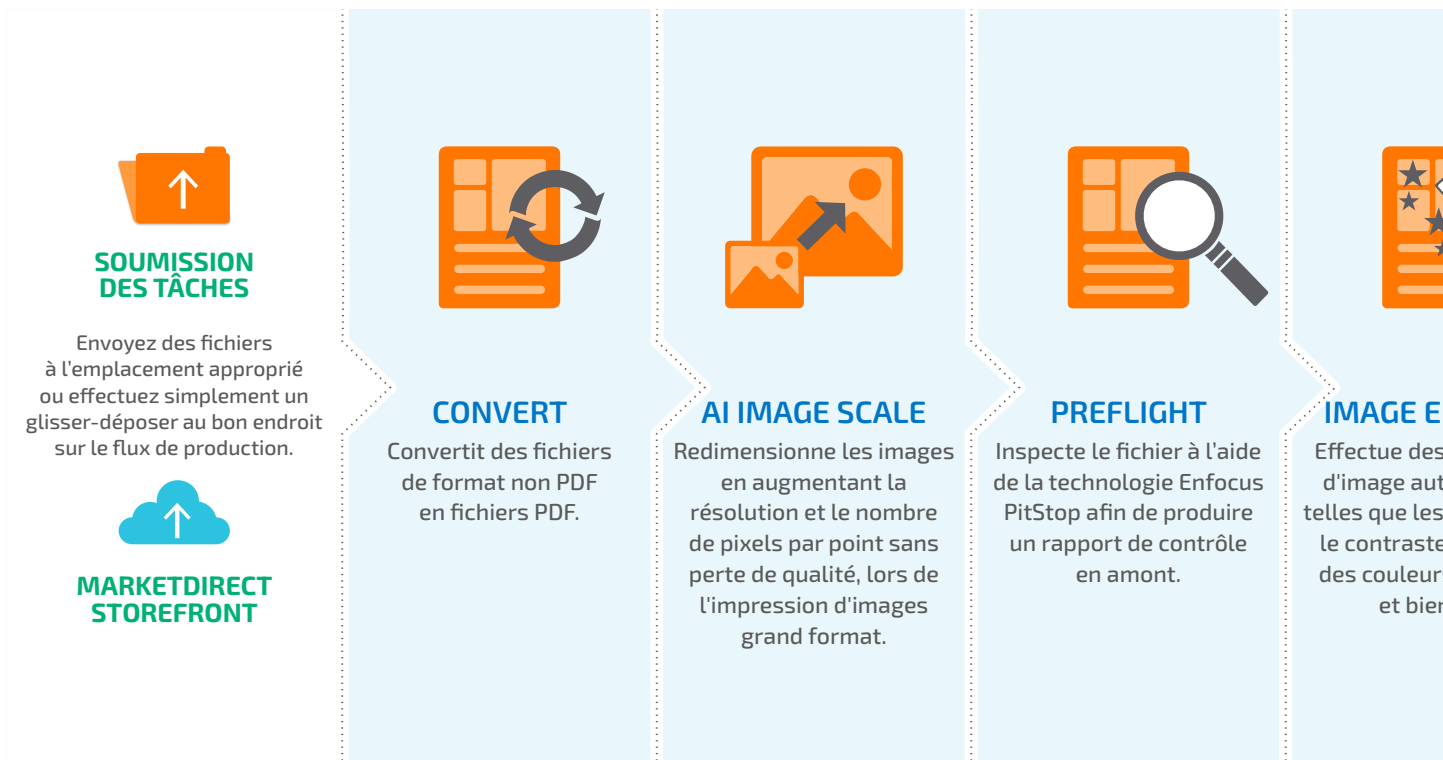 SOUMISSION
DES TÂCHES
Envoyez des fichiers
à l'emplacement approprié
ou effectuez simplement un
glisser-déposer au bon endroit
sur le flux de production.
MARKETDIRECT
STOREFRONT
CONVERT
Convertit des fichiers
de format non PDF
en fichiers PDF.
AI IMAGE SCALE
Redimensionne les images
en augmentant la
résolution et le nombre
de pixels par point sans
perte de qualité, lors de
l'impression d'images
grand format.
PREFLIGHT
Inspecte le fichier à l’aide
de la technologie Enfocus
PitStop afin de produire
un rapport de contrôle
en amont.
IMAGE
Effectue des
d'image
telles que les
le contraste
des
et